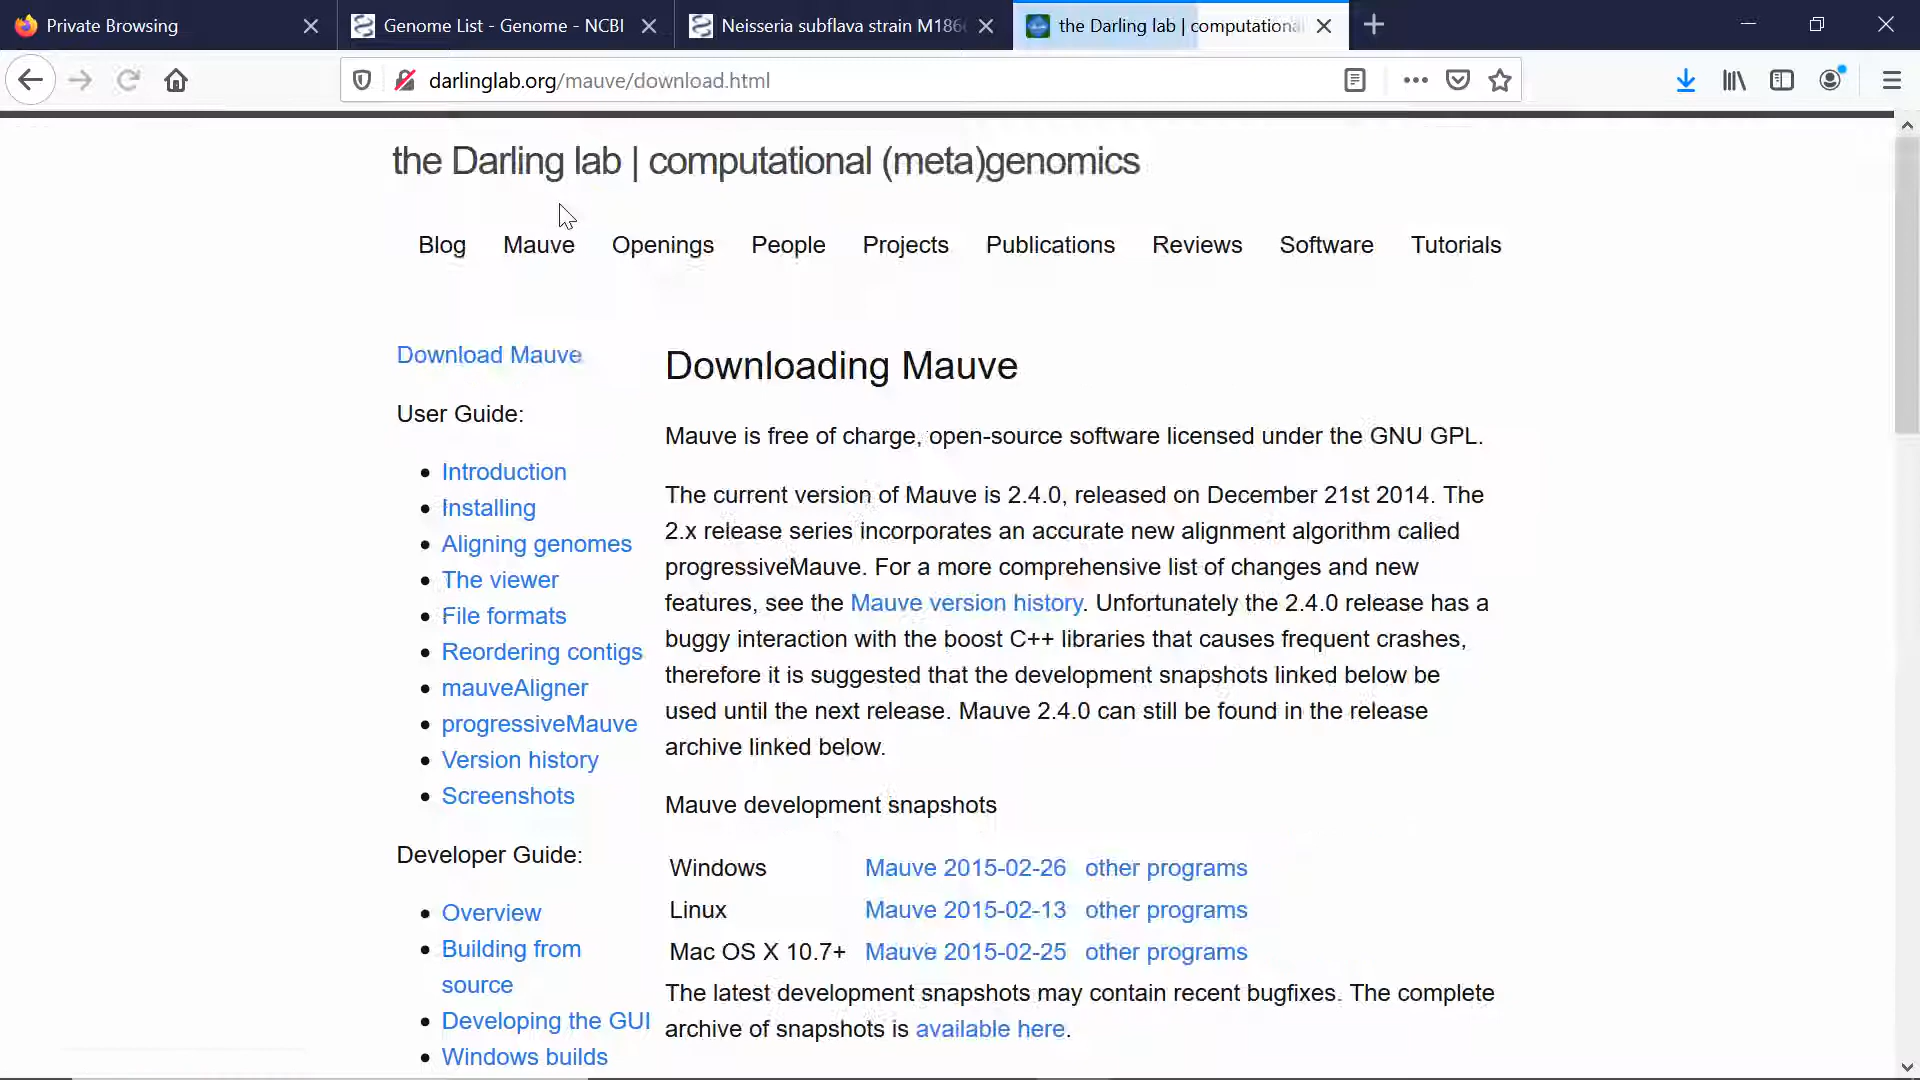 Private Browsing
Genome List - Genome - NCBI
Neisseria subflava strain M186
the Darling lab | computational
darlinglab.org/mauve/download.html
the Darling lab | computational (meta)genomics
Blog Mauve Openings People Projects Publications Reviews Software Tutorials
Download Mauve
User Guide:
Introduction
Installing
Aligning genomes
The viewer
File formats
Reordering contigs
mauveAligner
progressiveMauve
Version history
Screenshots
Developer Guide:
Overview
Building from
source
Developing the GUI
Windows builds
Downloading Mauve
Mauve is free of charge, open-source software licensed under the GNU GPL.
The current version of Mauve is 2.4.0, released on December 21st 2014. The
2.x release series incorporates an accurate new alignment algorithm called
progressiveMauve. For a more comprehensive list of changes and new
features, see the Mauve version history. Unfortunately the 2.4.0 release has a
buggy interaction with the boost C++ libraries that causes frequent crashes,
therefore it is suggested that the development snapshots linked below be
used until the next release. Mauve 2.4.0 can still be found in the release
archive linked below.
Mauve development snapshots
Windows Mauve 2015-02-26 other programs
Linux Mauve 2015-02-13 other programs
Mac OS X 10.7+ Mauve 2015-02-25 other programs
The latest development snapshots may contain recent bugfixes. The complete
archive of snapshots is available here.